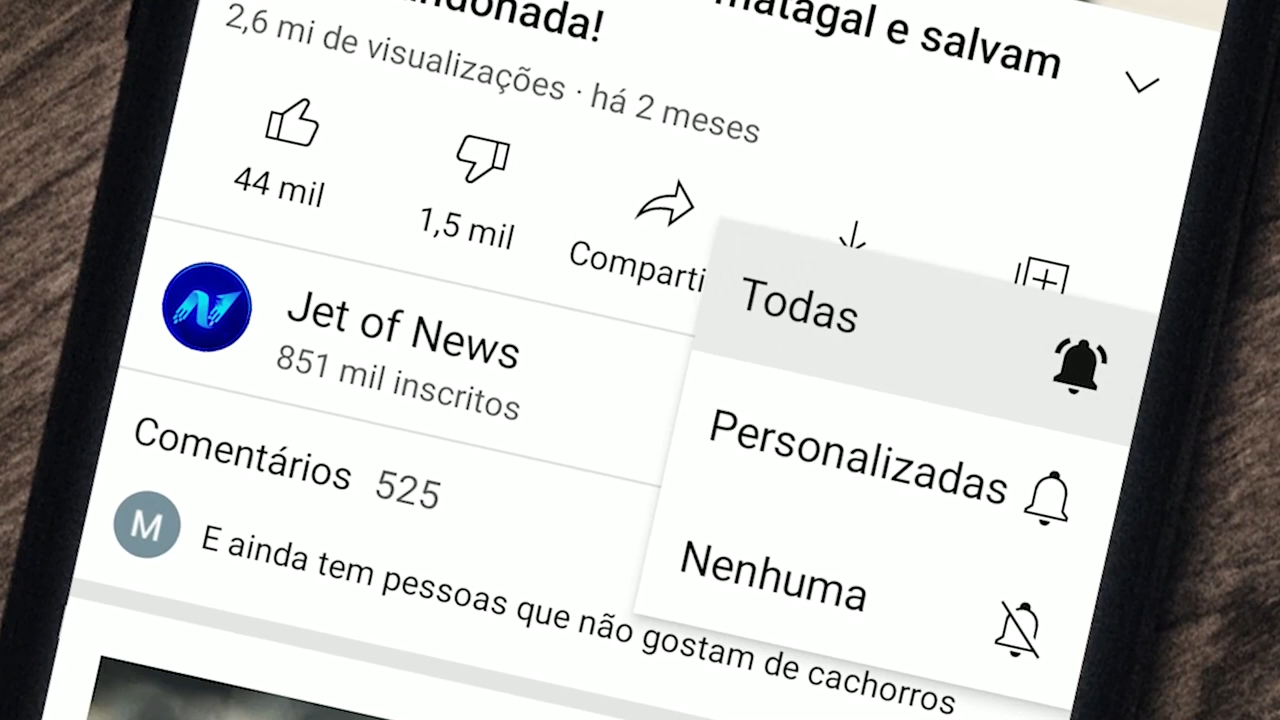 matagal e salvam
2,6 mi de visualizações · há 2 meses
44 mil
1,5 mil
Comparti
Todas
Jet of News
851 mil inscritos
Personalizadas
Comentários 525
Nenhuma
M
E ainda tem pessoas que não gostam de cachorros